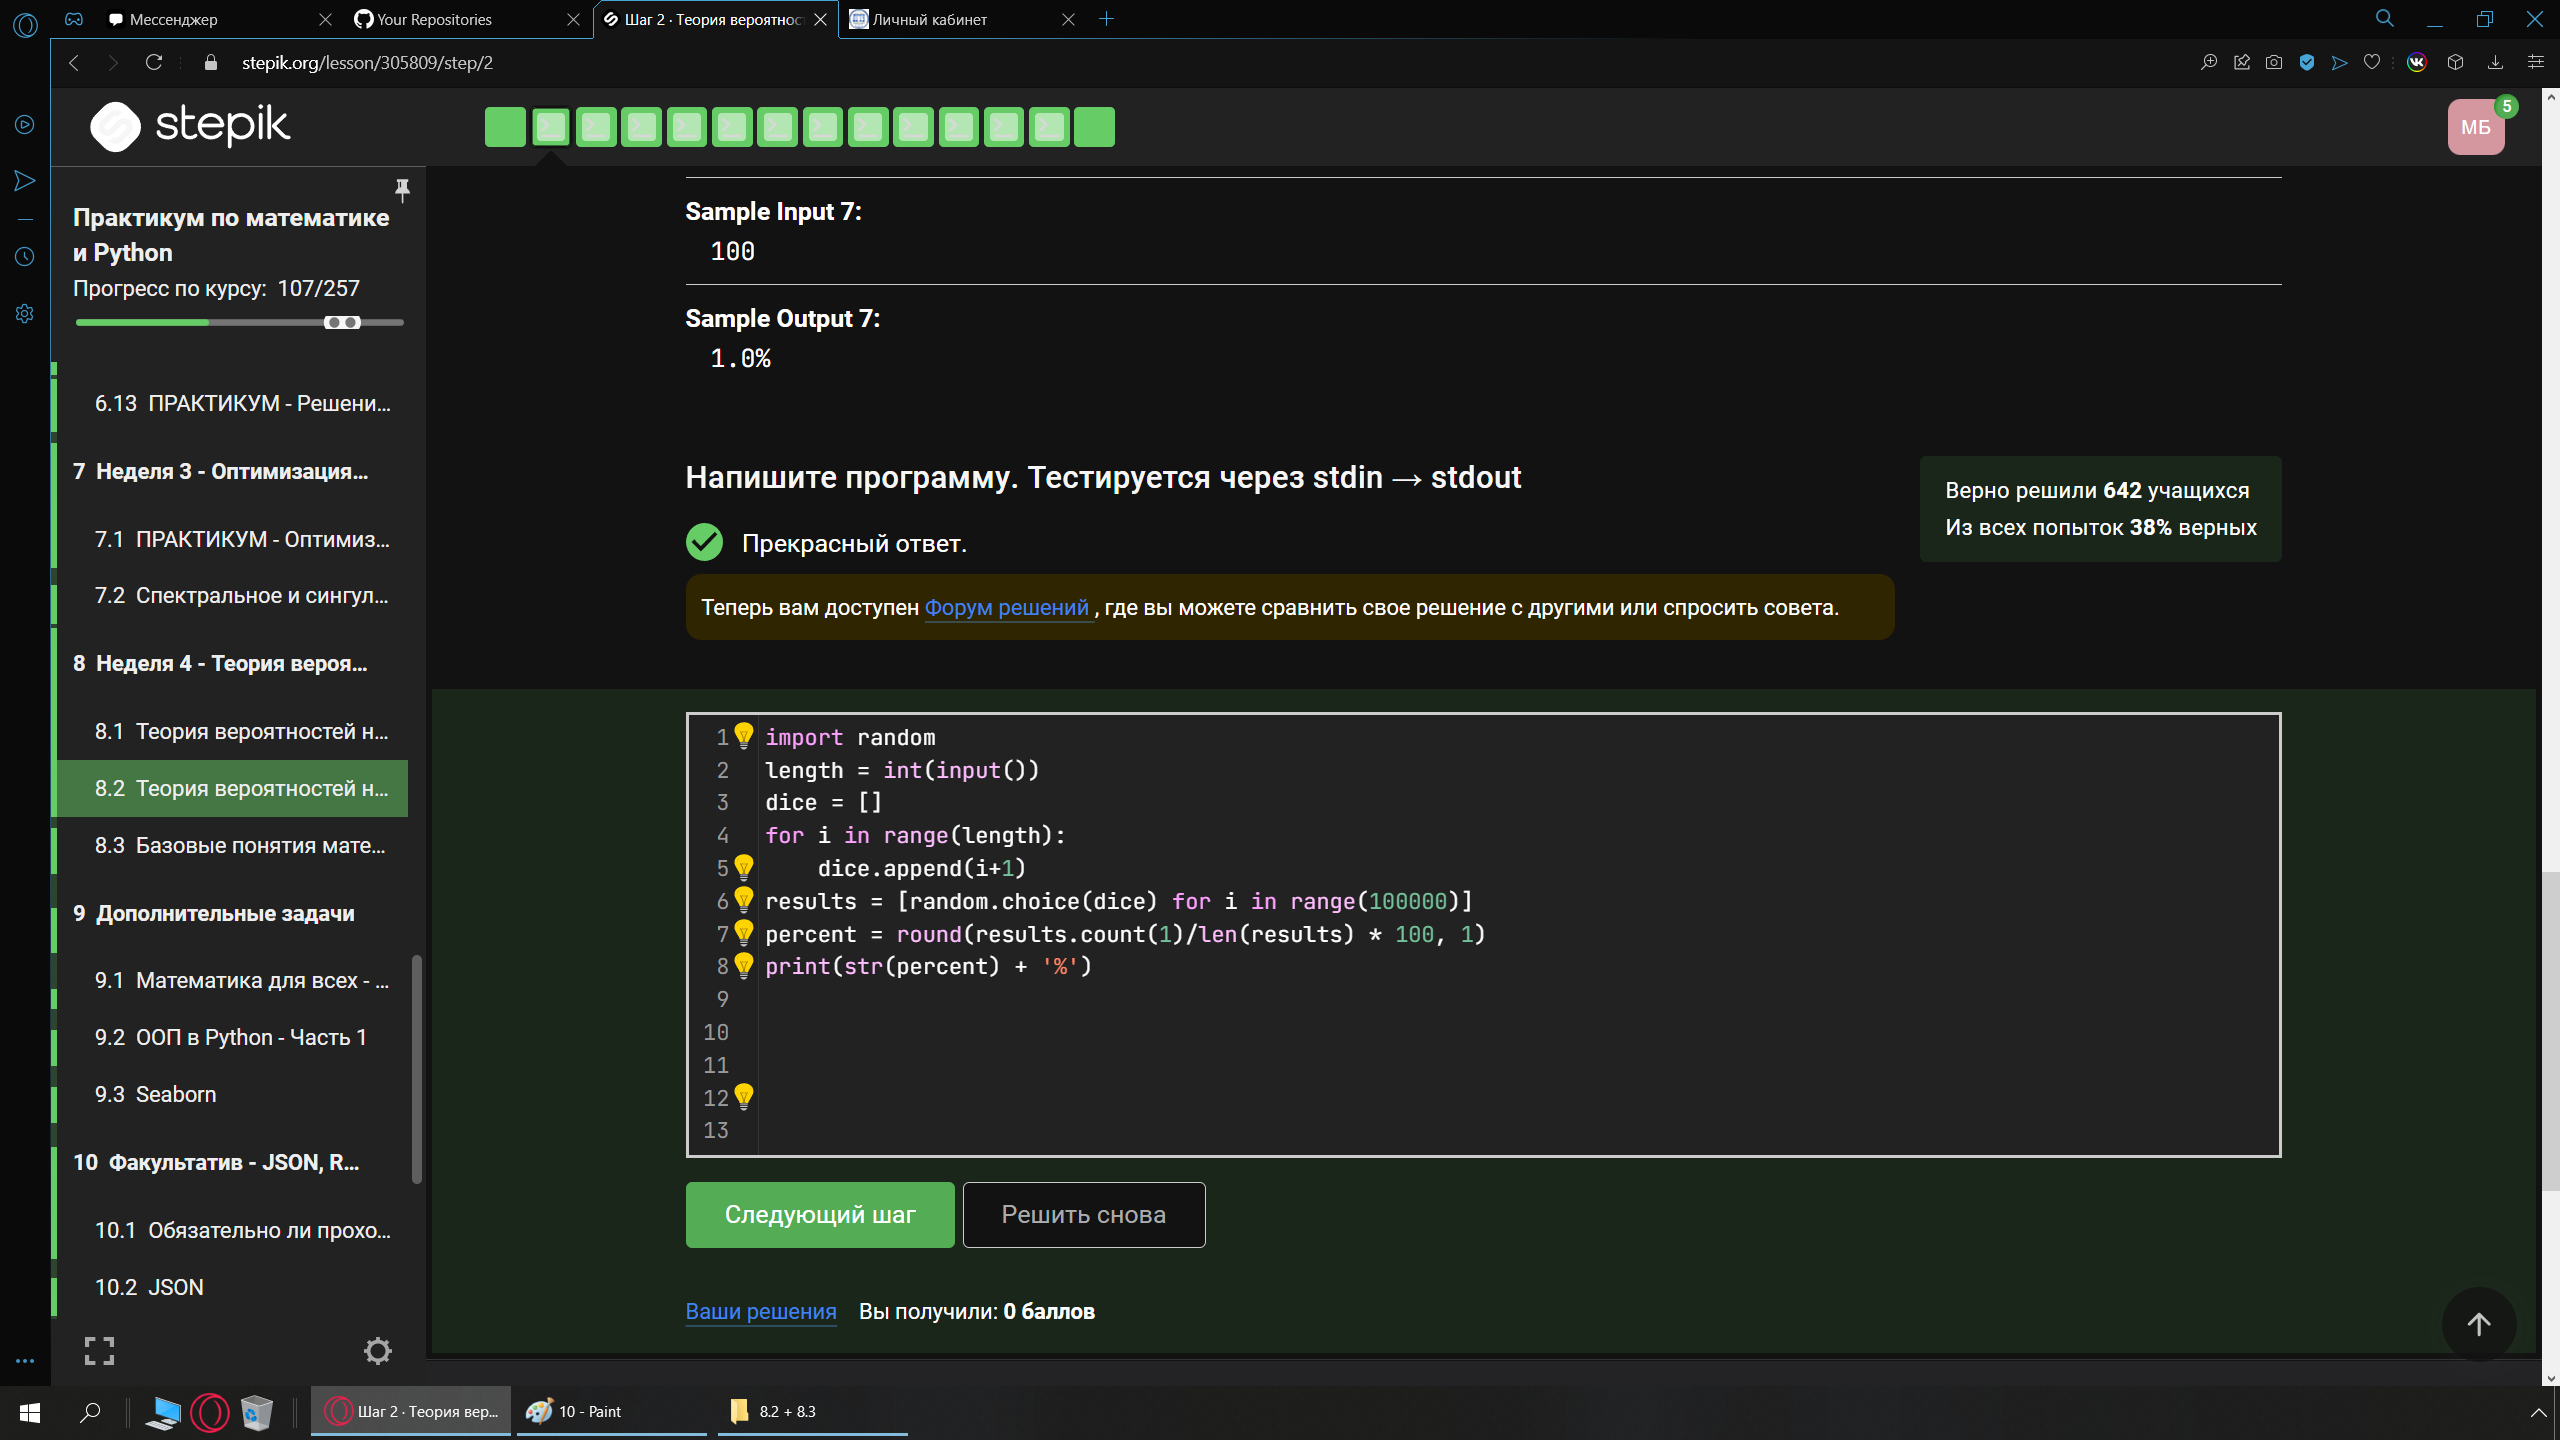 Мессенджер
Your Repositories
Шаг 2 · Теория вероятнос
Личный кабинет
stepik.org/lesson/305809/step/2
stepik
МБ
5
Практикум по математике
и Python
Прогресс по курсу: 107/257
6.13 ПРАКТИКУМ - Решени...
7 Неделя 3 - Оптимизация...
7.1 ПРАКТИКУМ - Оптимиз...
7.2 Спектральное и сингул...
8 Неделя 4 - Теория вероя...
8.1 Теория вероятностей н...
8.2 Теория вероятностей н...
8.3 Базовые понятия мате...
9 Дополнительные задачи
9.1 Математика для всех - ...
9.2 ООП в Python - Часть 1
9.3 Seaborn
10 Факультатив - JSON, R...
10.1 Обязательно ли прохо...
10.2 JSON
Sample Input 7:
100
Sample Output 7:
1.0%
Напишите программу. Тестируется через stdin → stdout
Верно решили 642 учащихся
Из всех попыток 38% верных
Прекрасный ответ.
Теперь вам доступен Форум решений , где вы можете сравнить свое решение с другими или спросить совета.
1 import random
2 length = int(input())
3 dice = []
4 for i in range(length):
5 dice.append(i+1)
6 results = [random.choice(dice) for i in range(100000)]
7 percent = round(results.count(1)/len(results) * 100, 1)
8 print(str(percent) + '%')
9
10
11
12
13
Следующий шаг
Решить снова
Ваши решения Вы получили: 0 баллов
Шаг 2 · Теория вер...
10 - Paint
8.2 + 8.3